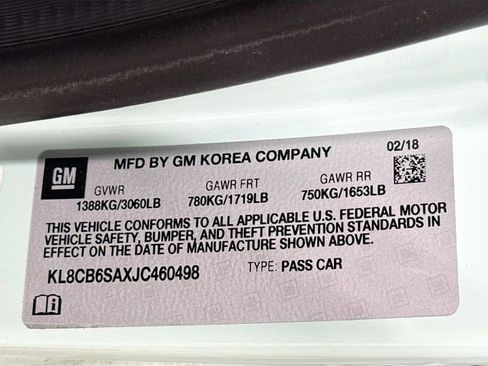 GM MFD BY GM KOREA COMPANY 02/18
GVWR GAWR FRT GAWR RR
1388KG/3060LB 780KG/1719LB 750KG/1653LB
THIS VEHICLE CONFORMS TO ALL APPLICABLE U.S. FEDERAL MOTOR
VEHICLE SAFETY, BUMPER, AND THEFT PREVENTION STANDARDS IN
EFFECT ON THE DATE OF MANUFACTURE SHOWN ABOVE.
KL8CB6SAXJC460498 TYPE: PASS CAR